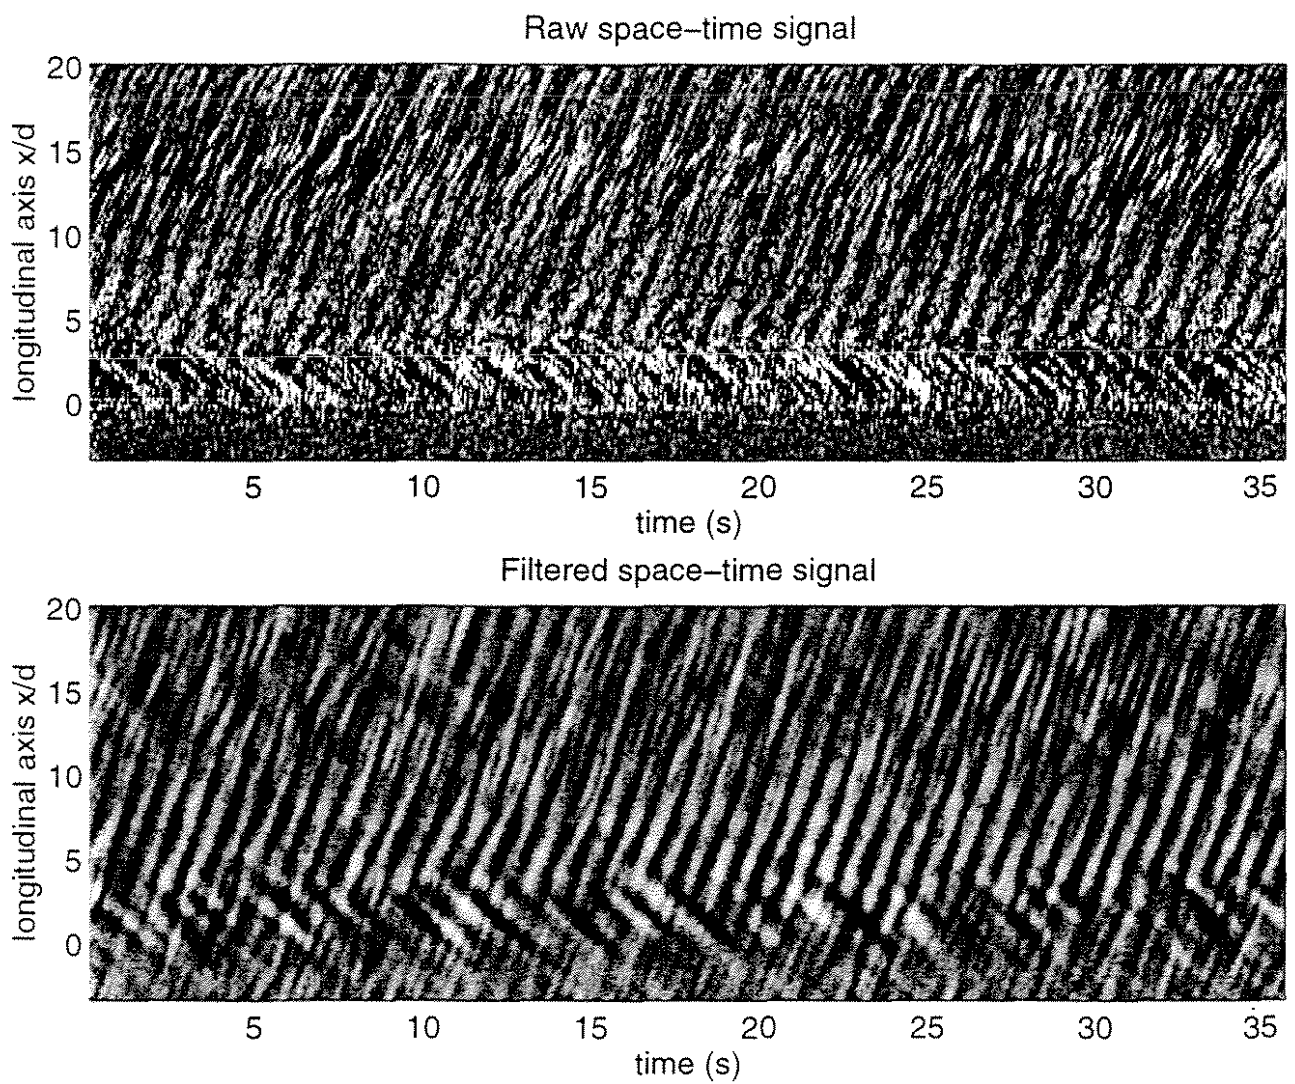 Raw space–time signal
20
15
10
5
0
longitudinal axis x/d
5 10 15 20 25 30 35
time (s)
Filtered space–time signal
20
15
10
5
0
longitudinal axis x/d
5 10 15 20 25 30 35
time (s)